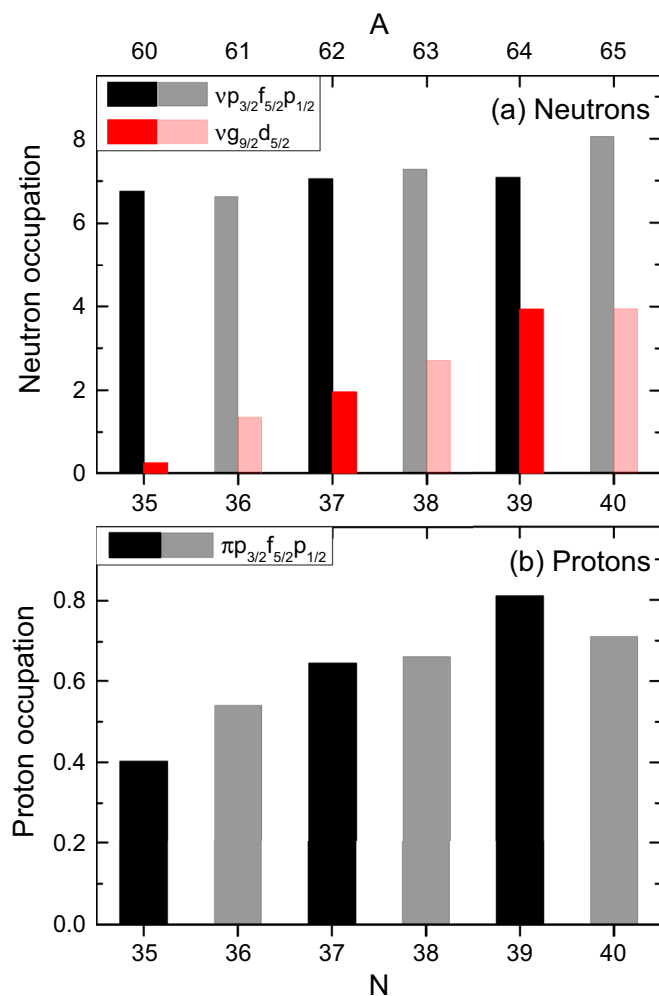 A
60 61 62 63 64 65
νp3/2f5/2p1/2
νg9/2d5/2
(a) Neutrons
Neutron occupation
8
6
4
2
0
35 36 37 38 39 40
πp3/2f5/2p1/2
(b) Protons
Proton occupation
0.8
0.6
0.4
0.2
0.0
35 36 37 38 39 40
N